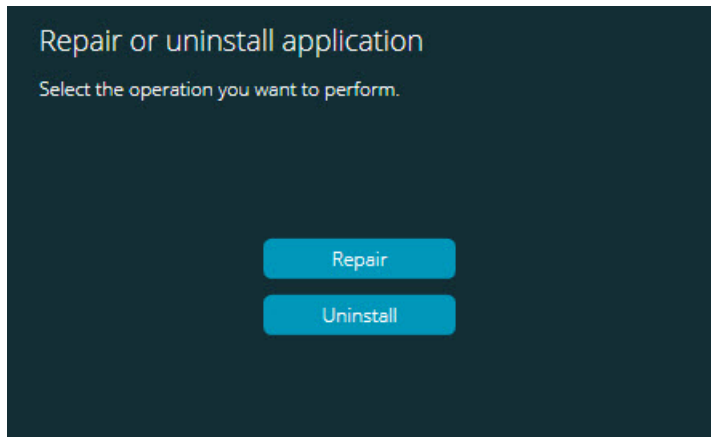 Repair or uninstall application
Select the operation you want to perform.
Repair
Uninstall